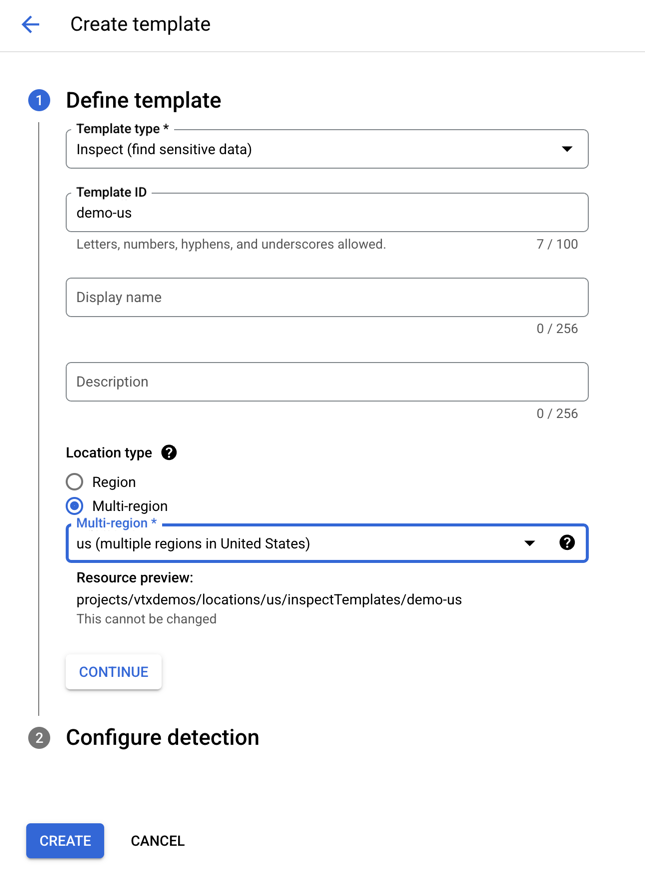 Create template
1
Define template
Template type *
Inspect (find sensitive data)
Template ID
demo-us
Letters, numbers, hyphens, and underscores allowed. 7 / 100
Display name
0 / 256
Description
0 / 256
Location type ?
Region
Multi-region
Multi-region *
us (multiple regions in United States) ?
Resource preview:
projects/vtxdemos/locations/us/inspectTemplates/demo-us
This cannot be changed
CONTINUE
2
Configure detection
CREATE CANCEL